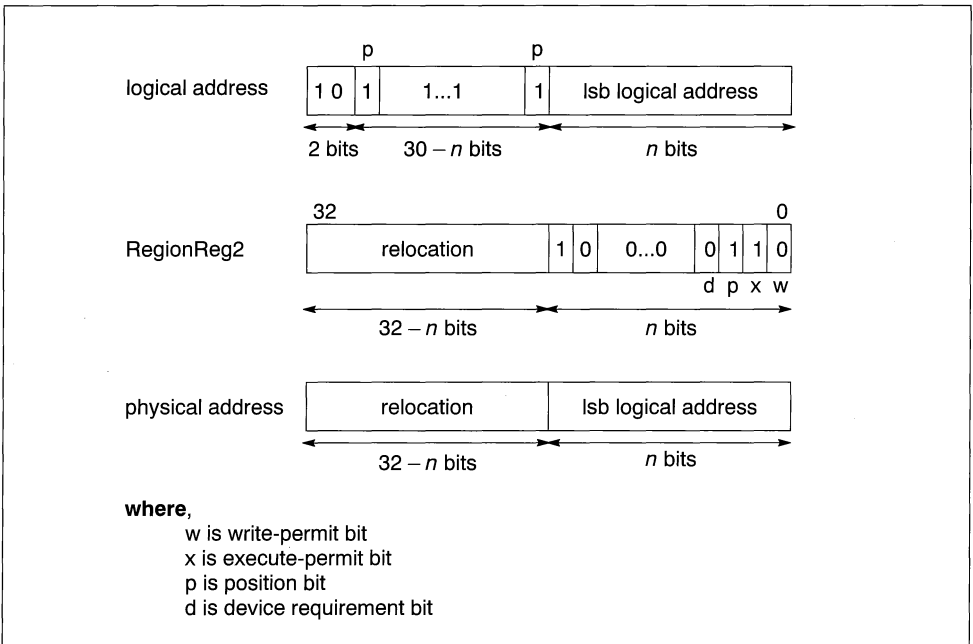 p p
logical address 1 0 1 1...1 1 lsb logical address
2 bits 30 – n bits n bits
32 0
RegionReg2 relocation 1 0 0...0 0 1 1 0
d p x w
32 – n bits n bits
physical address relocation lsb logical address
32 – n bits n bits
where,
w is write-permit bit
x is execute-permit bit
p is position bit
d is device requirement bit